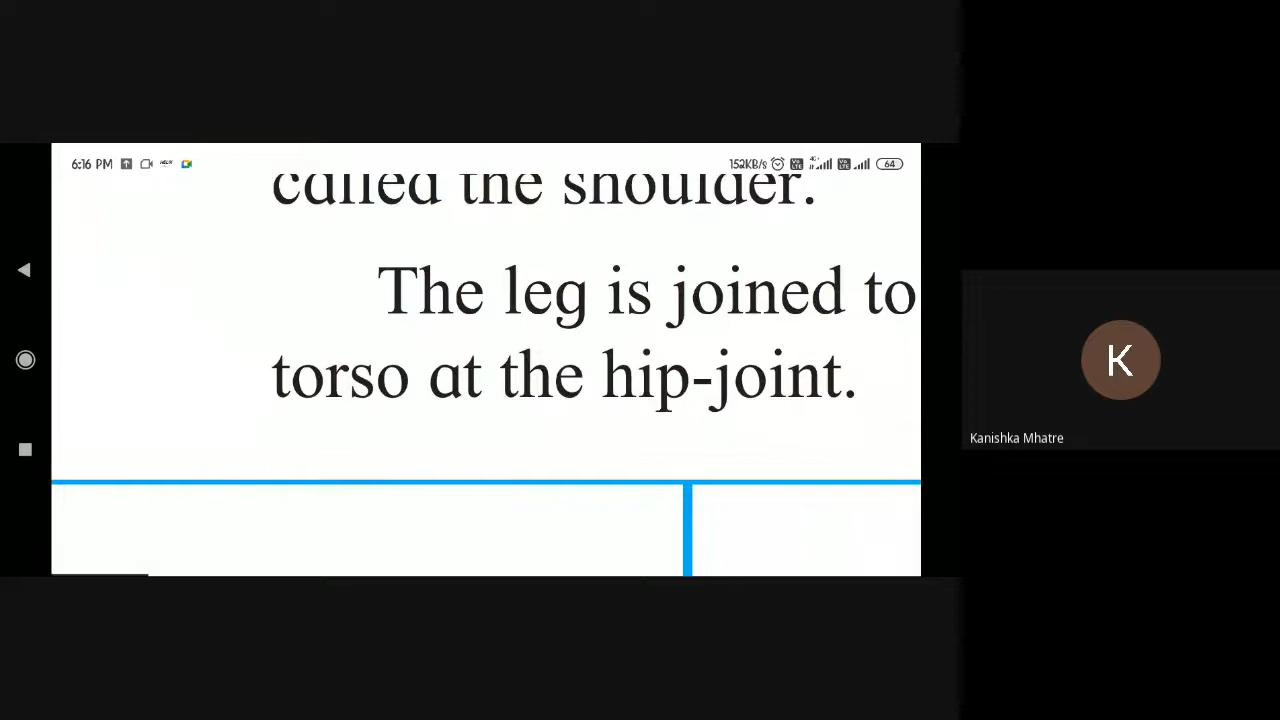 6:16 PM
152KB/s
64
called the shoulder.
The leg is joined to
torso at the hip-joint.
K
Kanishka Mhatre